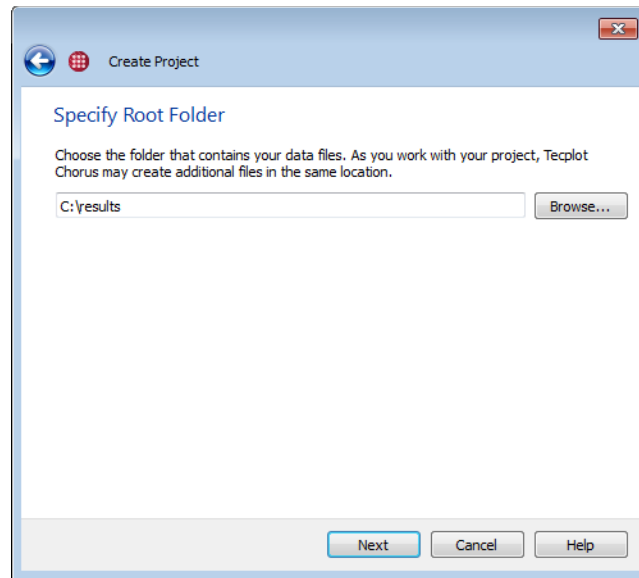 Create Project
Specify Root Folder
Choose the folder that contains your data files. As you work with your project, Tecplot
Chorus may create additional files in the same location.
C:\results
Browse...
Next
Cancel
Help